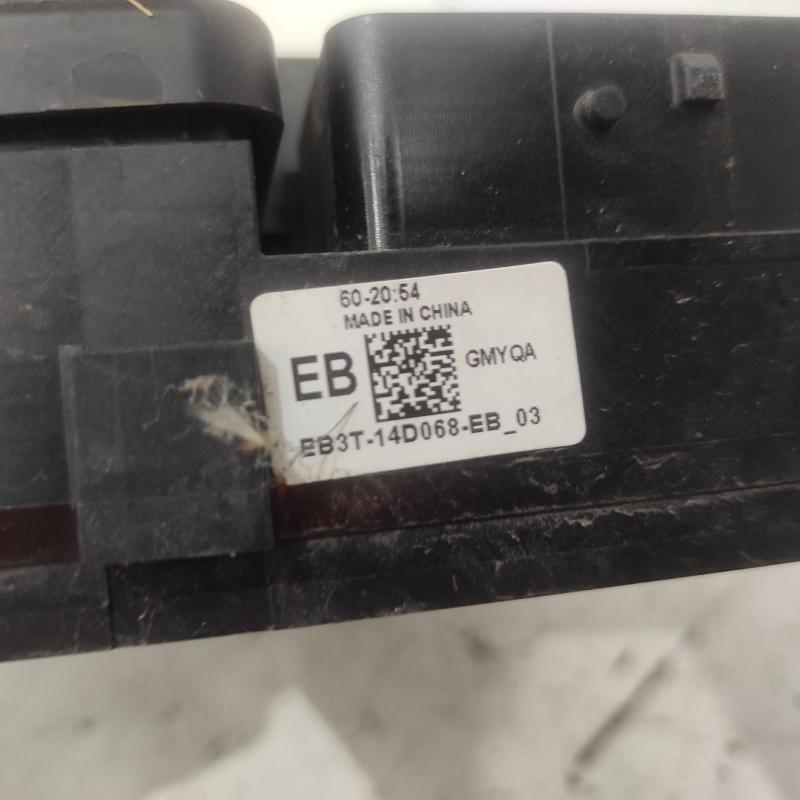 60-20:54
MADE IN CHINA
EB
GMYQA
EB3T-14D068-EB_03